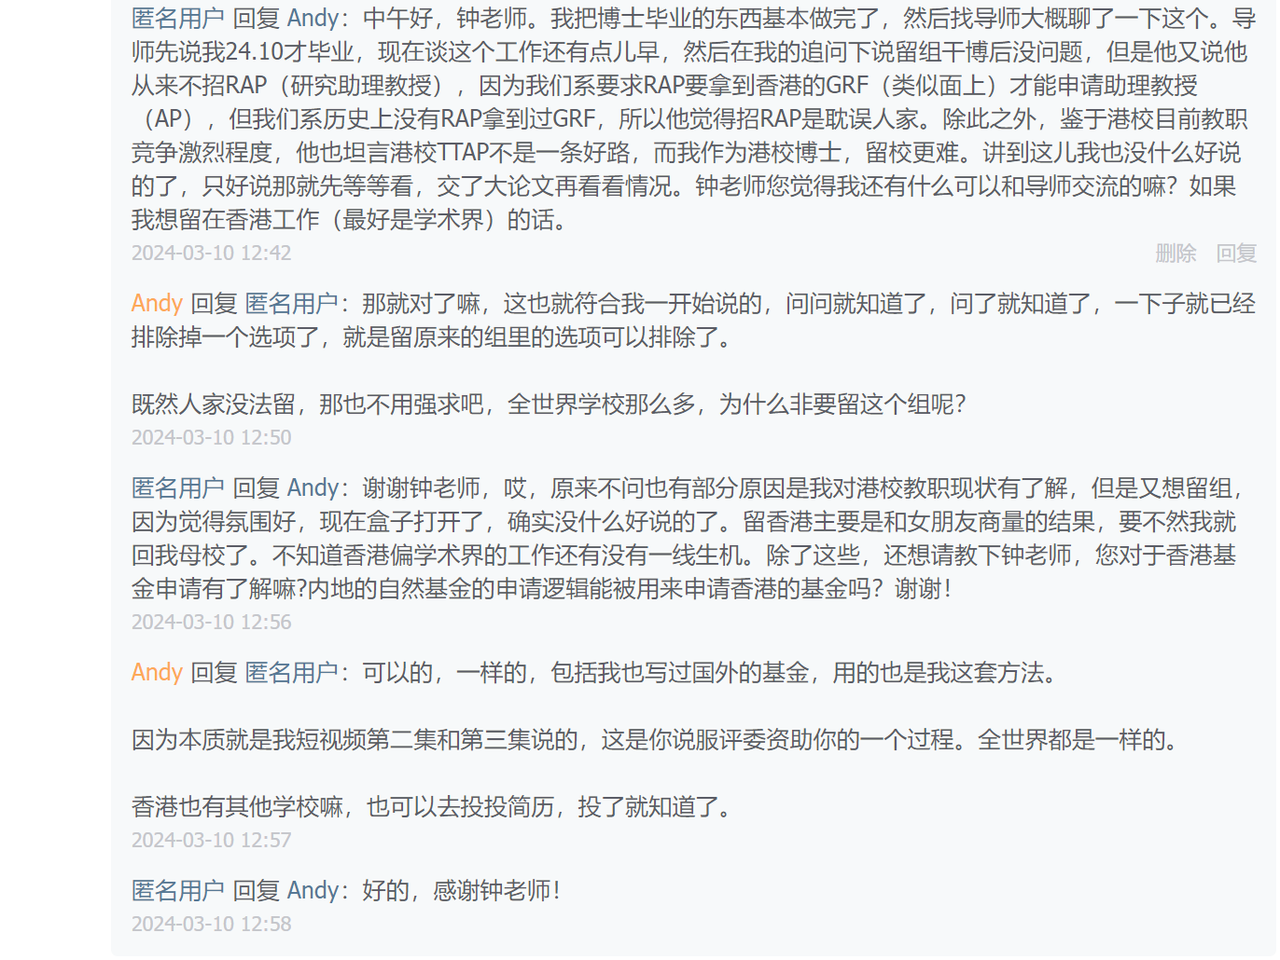 匿名用户 回复 Andy：中午好，钟老师。我把博士毕业的东西基本做完了，然后找导师大概聊了一下这个。导
师先说我24.10才毕业，现在谈这个工作还有点儿早，然后在我的追问下说留组干博后没问题，但是他又说他
从来不招RAP（研究助理教授），因为我们系要求RAP要拿到香港的GRF（类似面上）才能申请助理教授
（AP），但我们系历史上没有RAP拿到过GRF，所以他觉得招RAP是耽误人家。除此之外，鉴于港校目前教职
竞争激烈程度，他也坦言港校TTAP不是一条好路，而我作为港校博士，留校更难。讲到这儿我也没什么好说
的了，只好说那就先等等看，交了大论文再看看情况。钟老师您觉得我还有什么可以和导师交流的嘛？如果
我想留在香港工作（最好是学术界）的话。
2024-03-10 12:42 删除 回复
Andy 回复 匿名用户：那就对了嘛，这也就符合我一开始说的，问问就知道了，问了就知道了，一下子就已经
排除掉一个选项了，就是留原来的组里的选项可以排除了。
既然人家没法留，那也不用强求吧，全世界学校那么多，为什么非要留这个组呢？
2024-03-10 12:50
匿名用户 回复 Andy：谢谢钟老师，哎，原来不问也有部分原因是我对港校教职现状有了解，但是又想留组，
因为觉得氛围好，现在盒子打开了，确实没什么好说的了。留香港主要是和女朋友商量的结果，要不然我就
回我母校了。不知道香港偏学术界的工作还有没有一线生机。除了这些，还想请教下钟老师，您对于香港基
金申请有了解嘛?内地的自然基金的申请逻辑能被用来申请香港的基金吗？谢谢！
2024-03-10 12:56
Andy 回复 匿名用户：可以的，一样的，包括我也写过国外的基金，用的也是我这套方法。
因为本质就是我短视频第二集和第三集说的，这是你说服评委资助你的一个过程。全世界都是一样的。
香港也有其他学校嘛，也可以去投投简历，投了就知道了。
2024-03-10 12:57
匿名用户 回复 Andy：好的，感谢钟老师！
2024-03-10 12:58